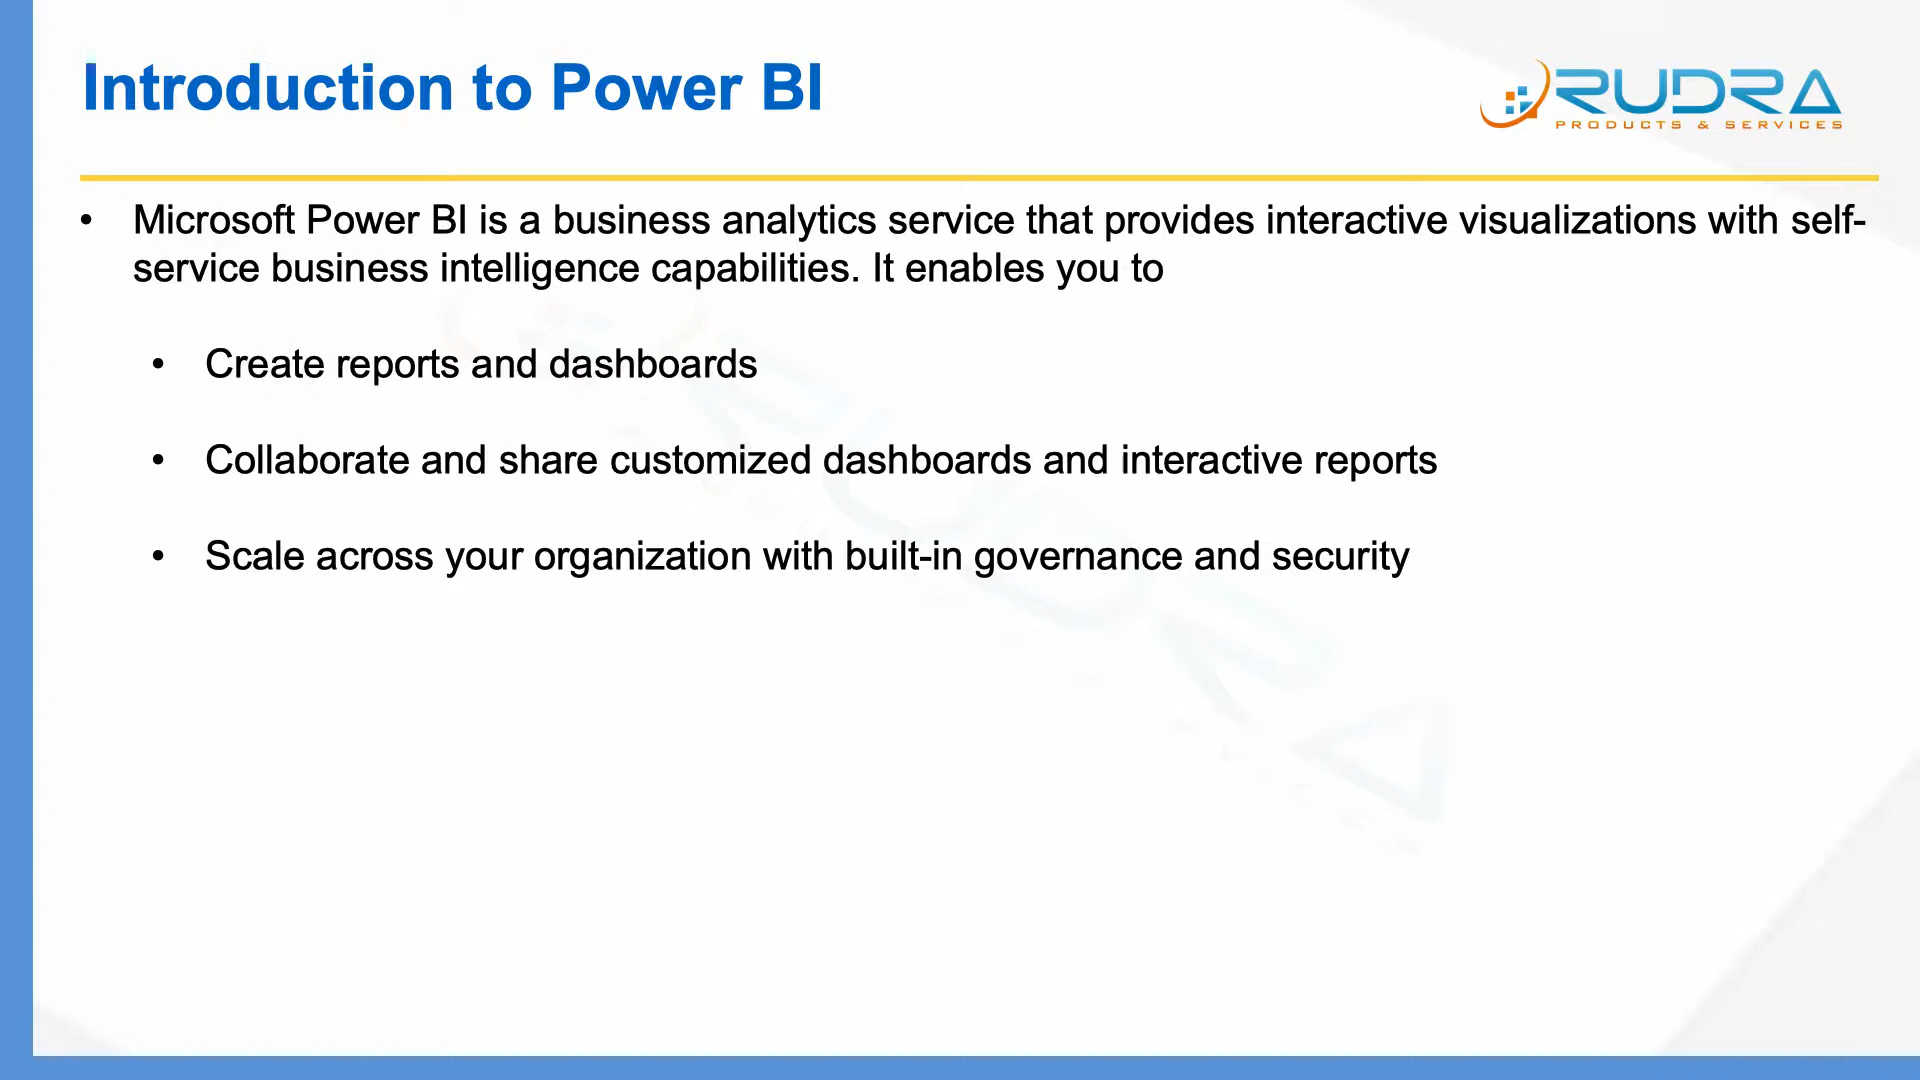 Introduction to Power BI
RUDRA
PRODUCTS & SERVICES
• Microsoft Power BI is a business analytics service that provides interactive visualizations with self-
service business intelligence capabilities. It enables you to
• Create reports and dashboards
• Collaborate and share customized dashboards and interactive reports
• Scale across your organization with built-in governance and security
RUDRA